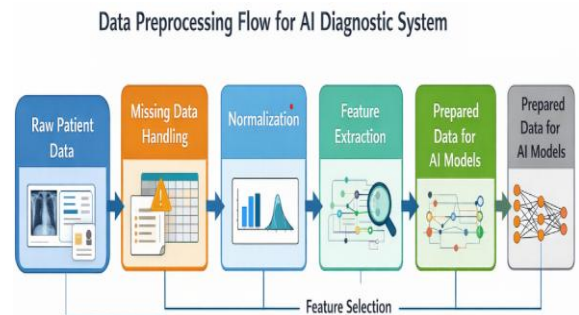 Data Preprocessing Flow for AI Diagnostic System
Raw Patient
Data
Missing Data
Handling
Normalization
Feature
Extraction
Prepared
Data for
AI Models
Prepared
Data for
AI Models
Feature Selection